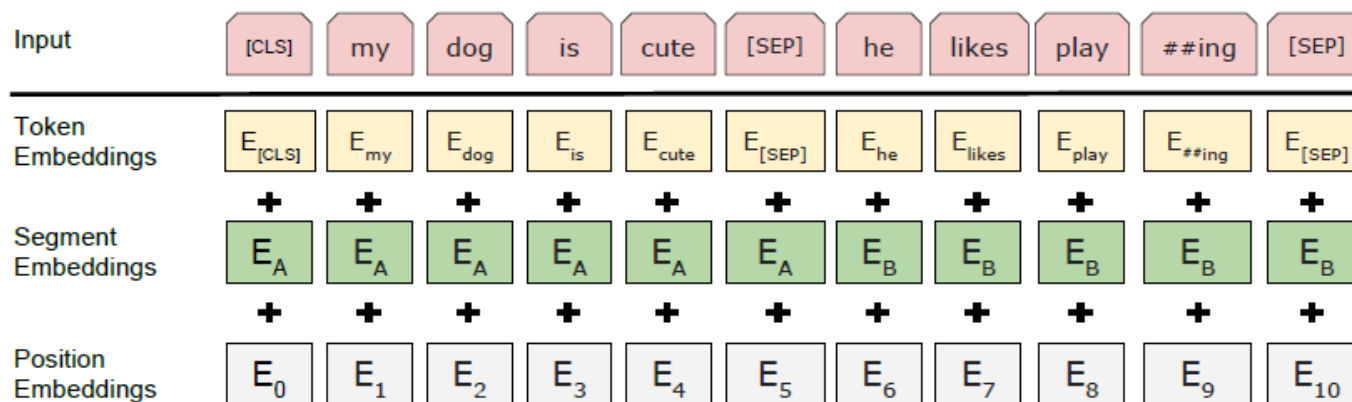 Input [CLS] my dog is cute [SEP] he likes play ##ing [SEP]
Token Embeddings E[CLS] Emy Edog Eis Ecute E[SEP] Ehe Elikes Eplay E##ing E[SEP]
+ + + + + + + + + + +
Segment Embeddings EA EA EA EA EA EA EB EB EB EB EB
+ + + + + + + + + + +
Position Embeddings E0 E1 E2 E3 E4 E5 E6 E7 E8 E9 E10